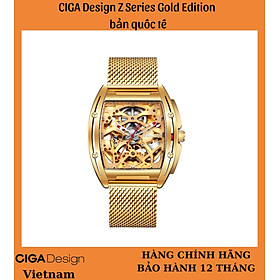 CIGA Design Z Series Gold Edition
bản quốc tế
CIGA Design
Vietnam
HÀNG CHÍNH HÃNG
BẢO HÀNH 12 THÁNG